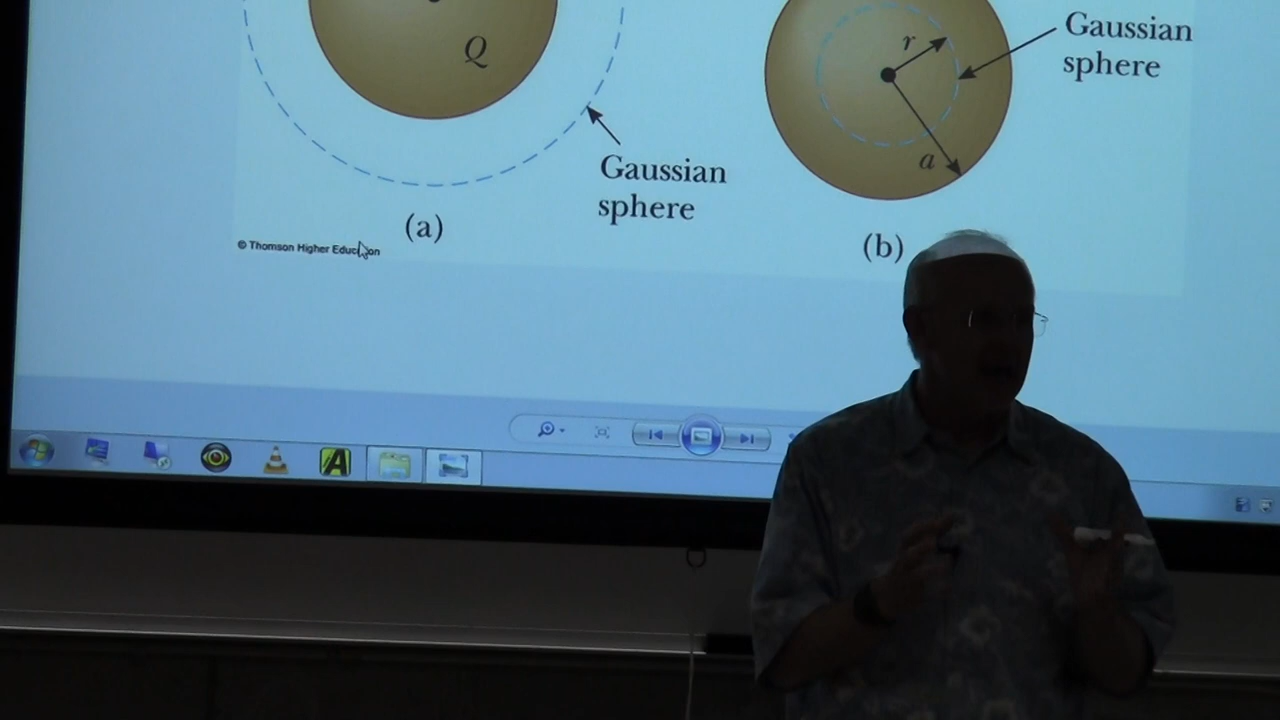 Q
Gaussian
sphere
(a)
© Thomson Higher Education
r
a
Gaussian
sphere
(b)
A